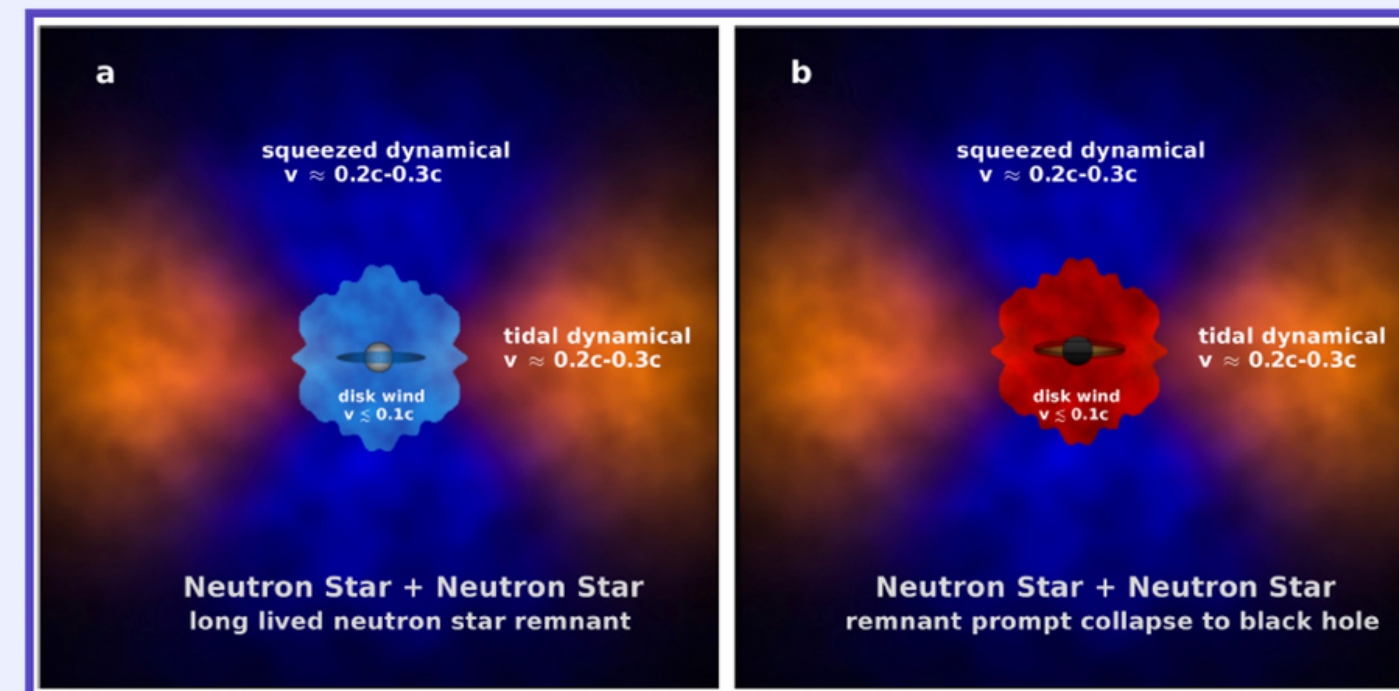 a
squeezed dynamical
v ≈ 0.2c-0.3c
tidal dynamical
v ≈ 0.2c-0.3c
disk wind
v ≲ 0.1c
Neutron Star + Neutron Star
long lived neutron star remnant
b
squeezed dynamical
v ≈ 0.2c-0.3c
tidal dynamical
v ≈ 0.2c-0.3c
disk wind
v ≲ 0.1c
Neutron Star + Neutron Star
remnant prompt collapse to black hole